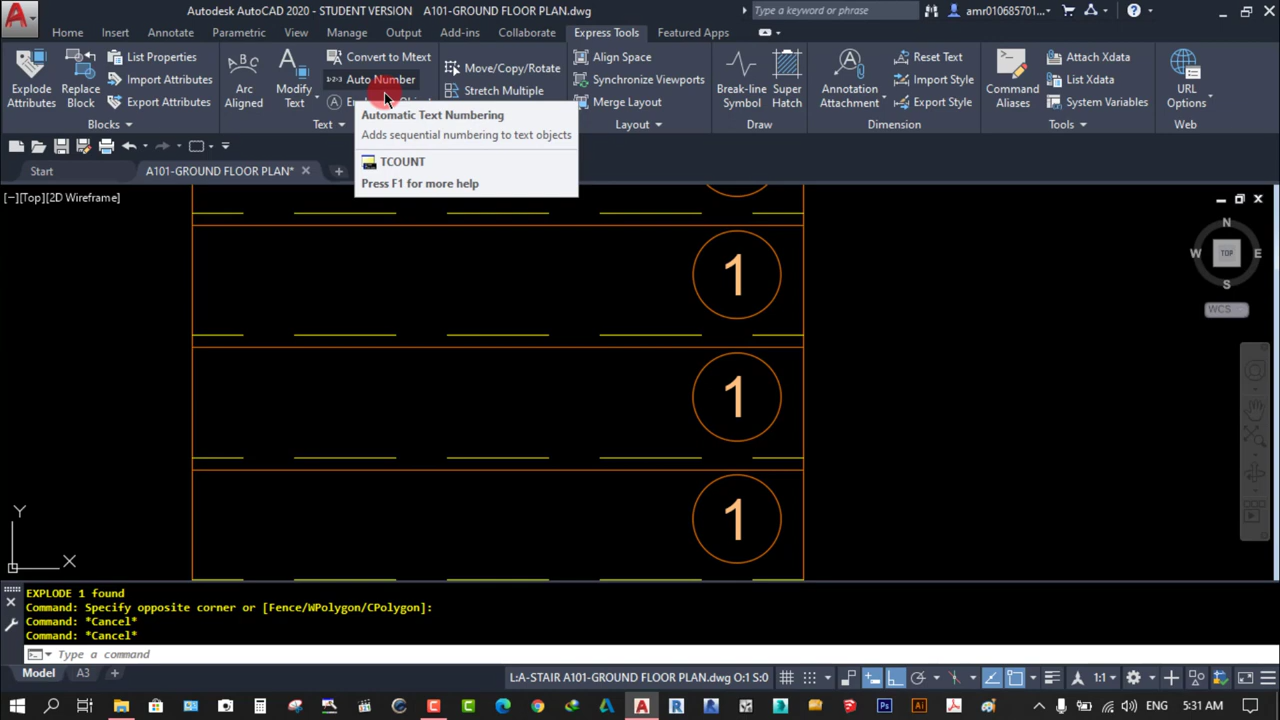 Autodesk AutoCAD 2020 - STUDENT VERSION A101-GROUND FLOOR PLAN.dwg
Type a keyword or phrase
amr010685701...
Home Insert Annotate Parametric View Manage Output Add-ins Collaborate Express Tools Featured Apps
Explode Attributes
Replace Block
List Properties
Import Attributes
Export Attributes
Blocks
Arc Aligned
Modify Text
Convert to Mtext
Auto Number
Text
Move/Copy/Rotate
Stretch Multiple
Align Space
Synchronize Viewports
Merge Layout
Layout
Break-line Symbol
Super Hatch
Draw
Annotation Attachment
Reset Text
Import Style
Export Style
Dimension
Command Aliases
Attach Xdata
List Xdata
System Variables
Tools
URL Options
Web
Automatic Text Numbering
Adds sequential numbering to text objects
TCOUNT
Press F1 for more help
Start
A101-GROUND FLOOR PLAN*
[−][Top][2D Wireframe]
N
W TOP E
S
WCS
1
1
1
Y
X
EXPLODE 1 found
Command: Specify opposite corner or [Fence/WPolygon/CPolygon]:
Command: *Cancel*
Command: *Cancel*
Type a command
Model A3
L:A-STAIR A101-GROUND FLOOR PLAN.dwg O:1 S:0
1:1
5:31 AM